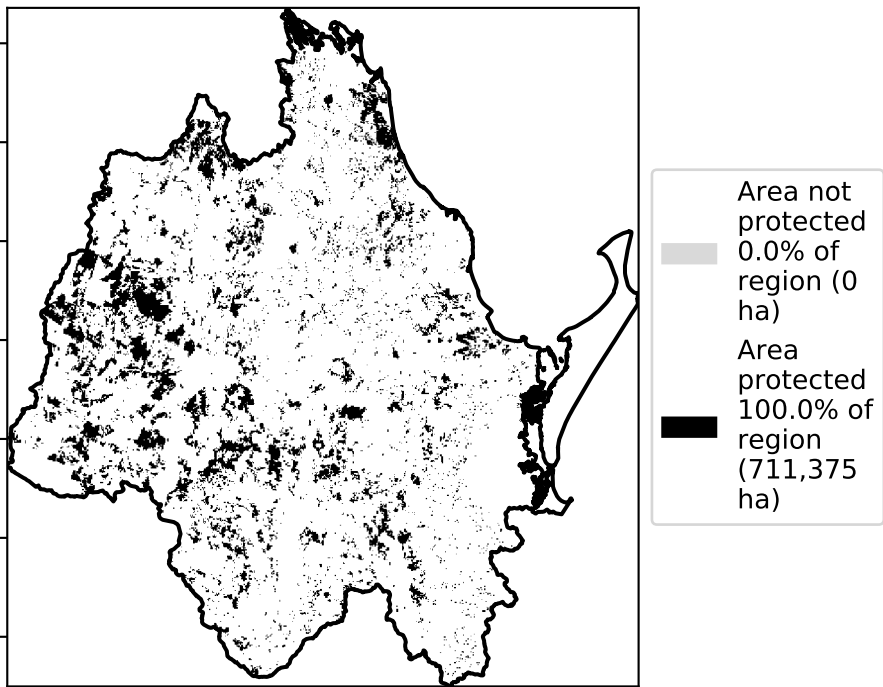 Area not
protected
0.0% of
region (0
ha)
Area
protected
100.0% of
region
(711,375
ha)